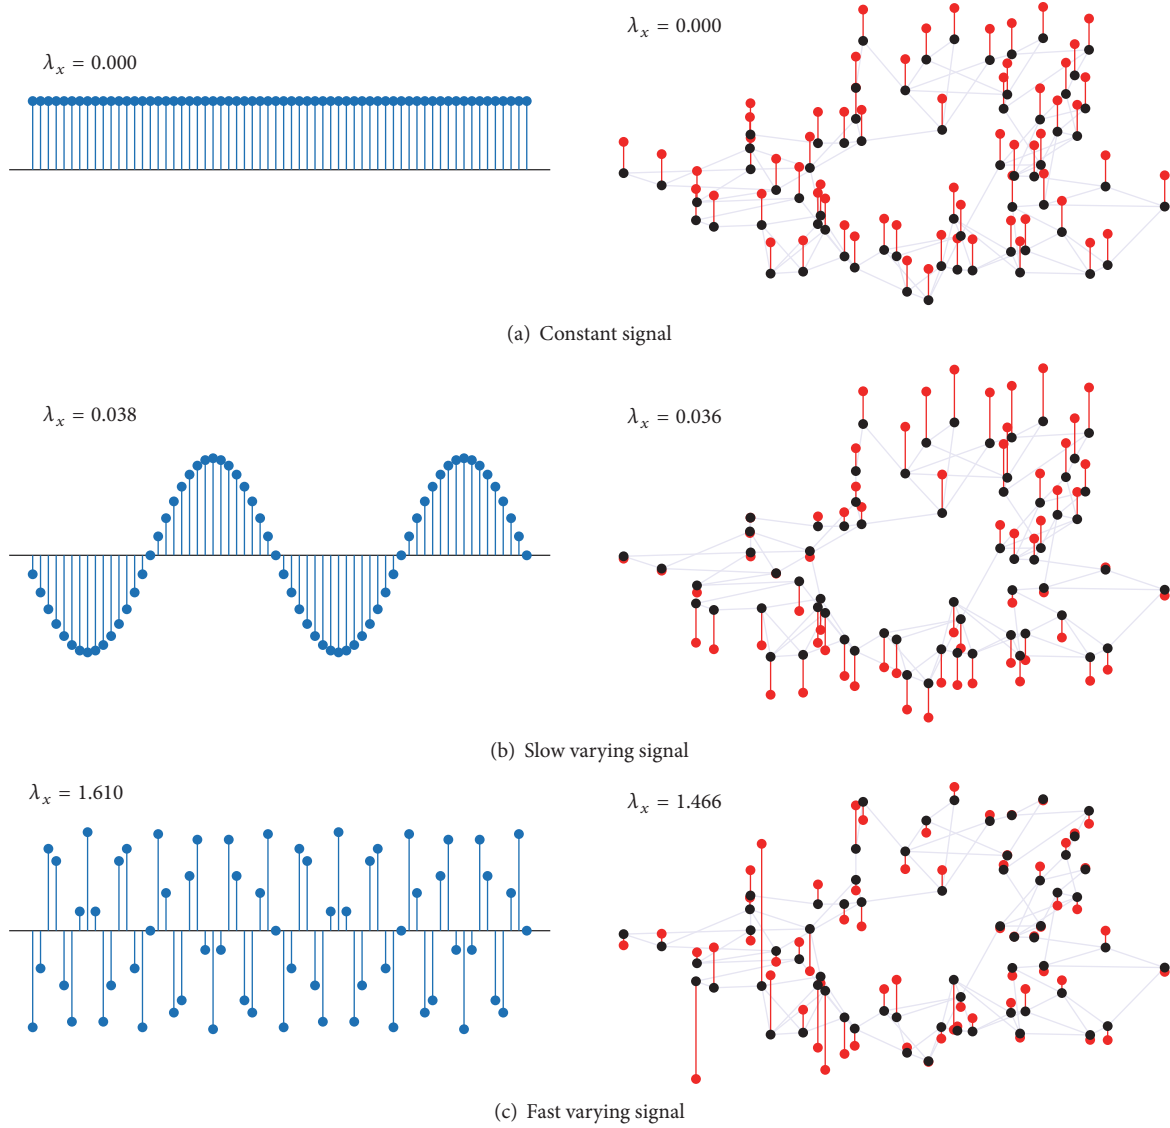 λx = 0.000
λx = 0.000
(a) Constant signal
λx = 0.038
λx = 0.036
(b) Slow varying signal
λx = 1.610
λx = 1.466
(c) Fast varying signal